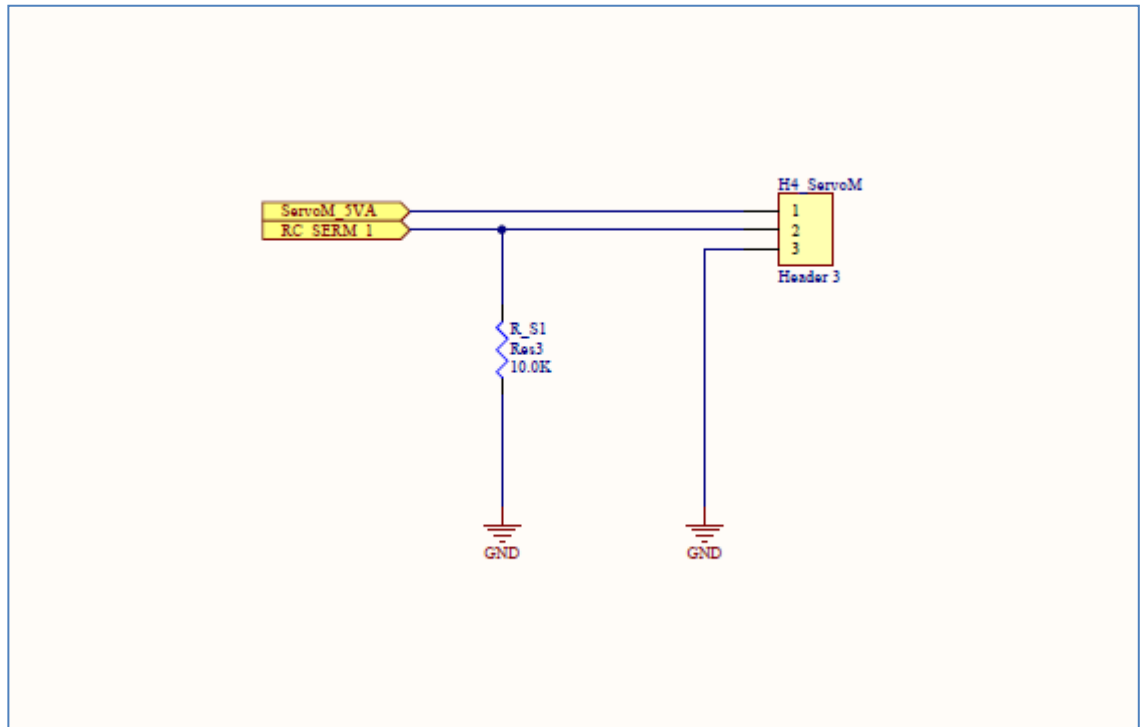 H4_ServoM
ServoM_5VA
1
RC_SERM_1
2
3
Header 3
R_S1
Res3
10.0K
GND
GND